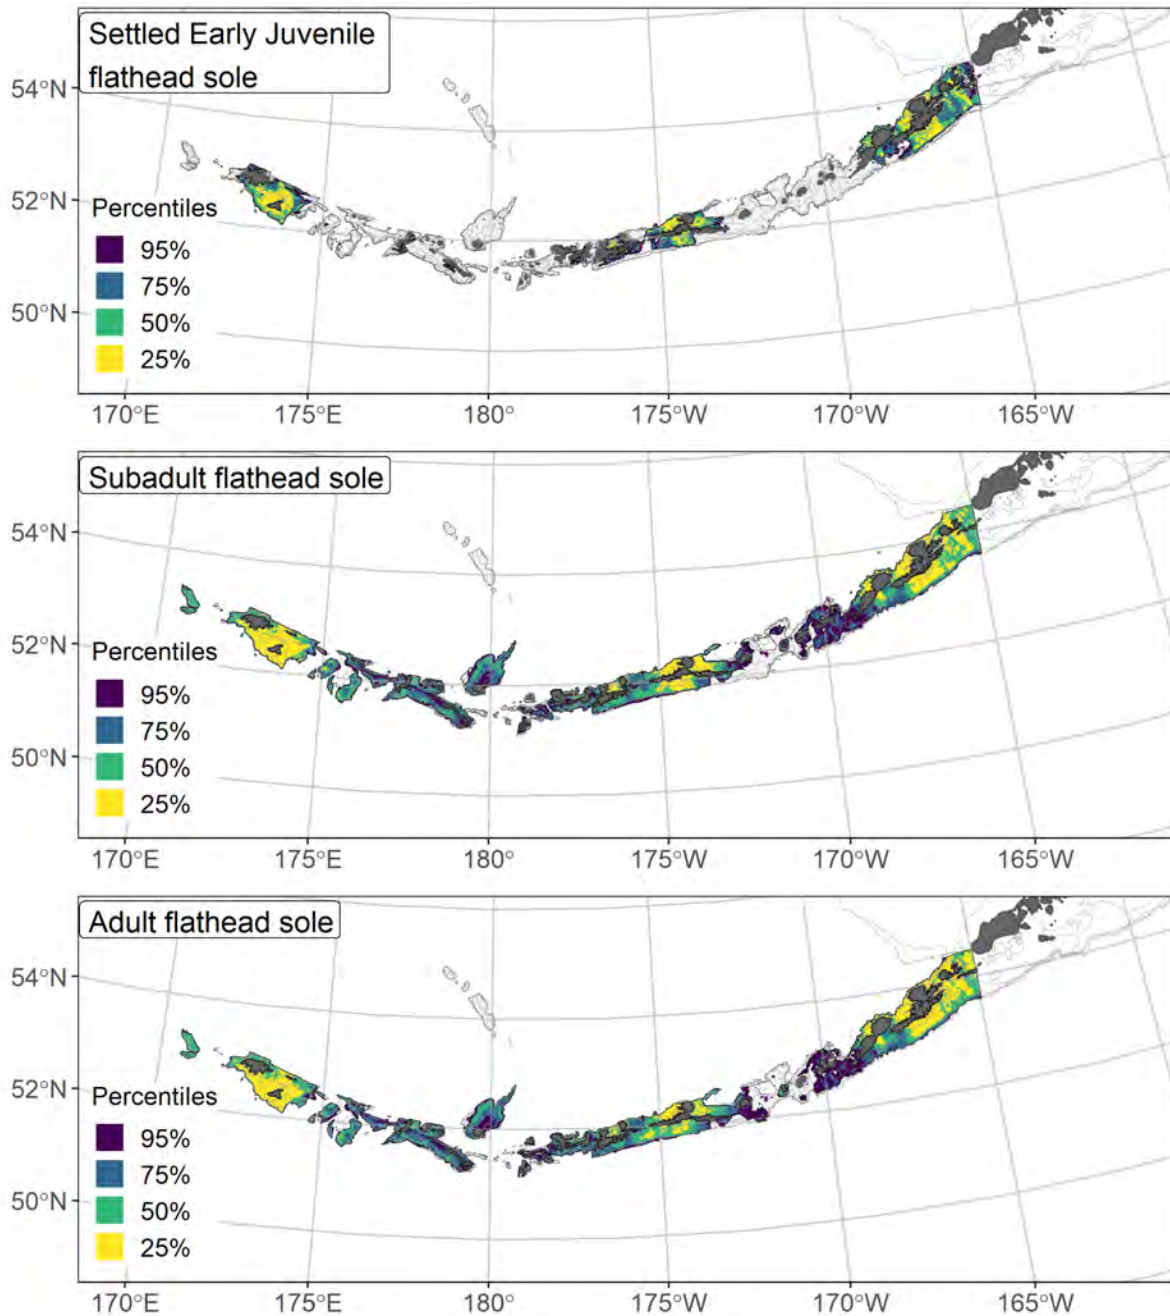 Settled Early Juvenile
flathead sole
54°N
52°N
50°N
Percentiles
95%
75%
50%
25%
170°E 175°E 180° 175°W 170°W 165°W
Subadult flathead sole
54°N
52°N
50°N
Percentiles
95%
75%
50%
25%
170°E 175°E 180° 175°W 170°W 165°W
Adult flathead sole
54°N
52°N
50°N
Percentiles
95%
75%
50%
25%
170°E 175°E 180° 175°W 170°W 165°W